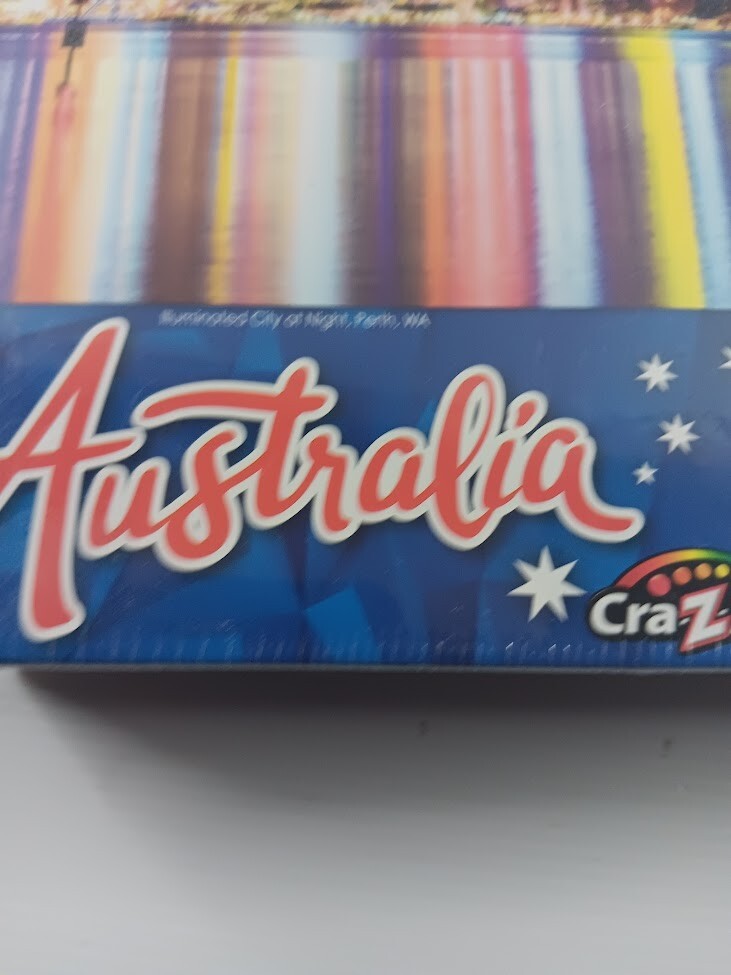 Illuminated City at Night, Perth, WA
Australia
Cra-Z-